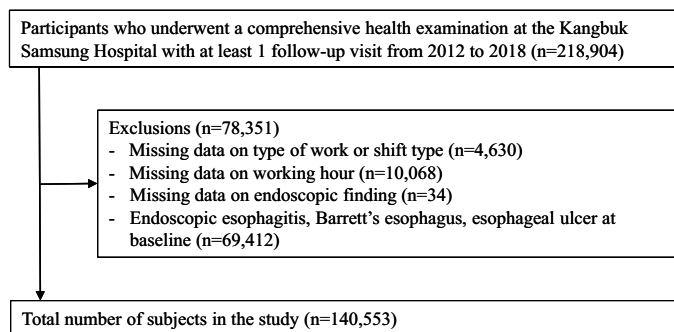 Participants who underwent a comprehensive health examination at the Kangbuk
Samsung Hospital with at least 1 follow-up visit from 2012 to 2018 (n=218,904)
Exclusions (n=78,351)
- Missing data on type of work or shift type (n=4,630)
- Missing data on working hour (n=10,068)
- Missing data on endoscopic finding (n=34)
- Endoscopic esophagitis, Barrett’s esophagus, esophageal ulcer at
baseline (n=69,412)
Total number of subjects in the study (n=140,553)